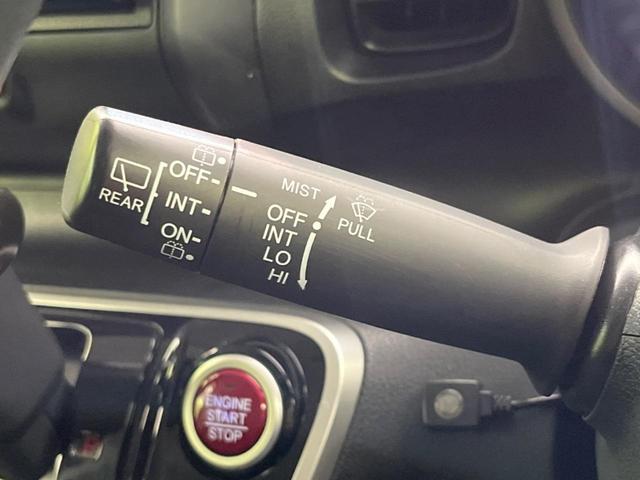 REAR
OFF
INT
ON
MIST
OFF
INT
LO
HI
PULL
ENGINE
START
STOP